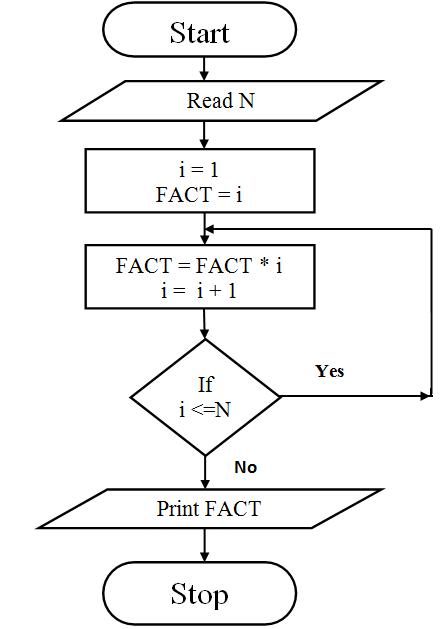 Start
Read N
i = 1
FACT = i
FACT = FACT * i
i = i + 1
If
i <=N
Yes
No
Print FACT
Stop